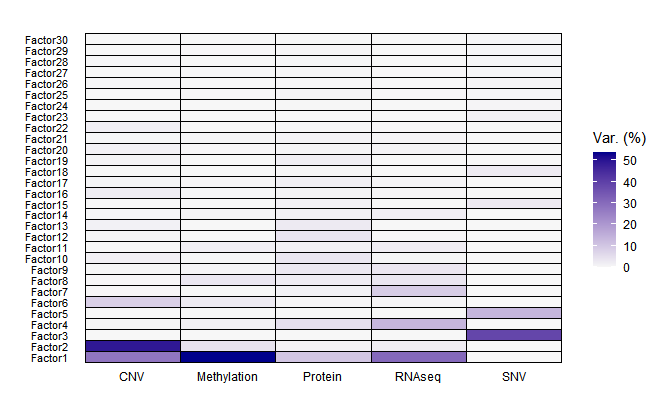 Factor30
Factor29
Factor28
Factor27
Factor26
Factor25
Factor24
Factor23
Factor22
Factor21
Factor20
Factor19
Factor18
Factor17
Factor16
Factor15
Factor14
Factor13
Factor12
Factor11
Factor10
Factor9
Factor8
Factor7
Factor6
Factor5
Factor4
Factor3
Factor2
Factor1
CNV Methylation Protein RNAseq SNV
Var. (%)
50
40
30
20
10
0